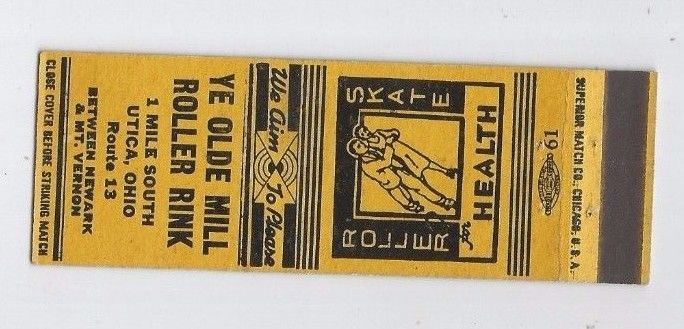 SUPERIOR MATCH CO., CHICAGO, U. S. A.
191
ROLLER
SKATE
for HEALTH
We Aim To Please
YE OLDE MILL
ROLLER RINK
1 MILE SOUTH
UTICA, OHIO
Route 13
BETWEEN NEWARK
& MT. VERNON
CLOSE COVER BEFORE STRIKING MATCH